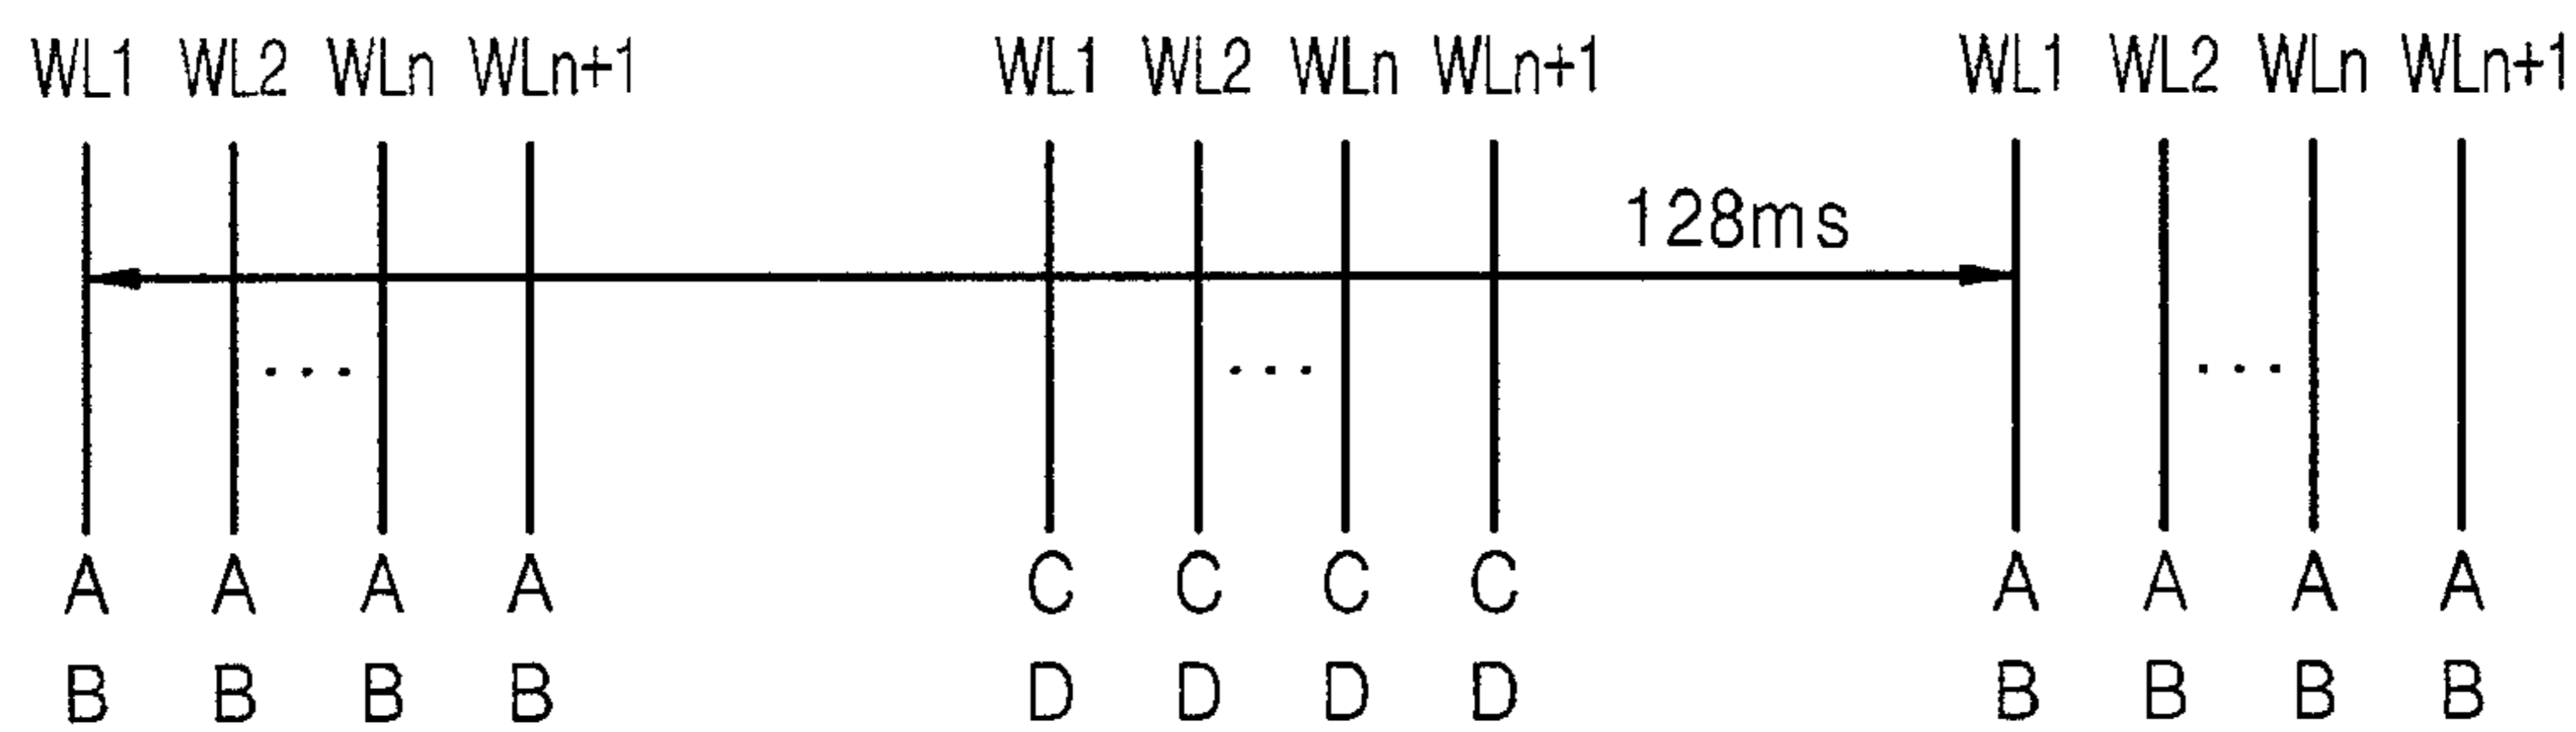 WL1 WL2 WLn WLn+1 WL1 WL2 WLn WLn+1 WL1 WL2 WLn WLn+1
128ms
... ... ...
A A A A C C C C A A A A
B B B B D D D D B B B B